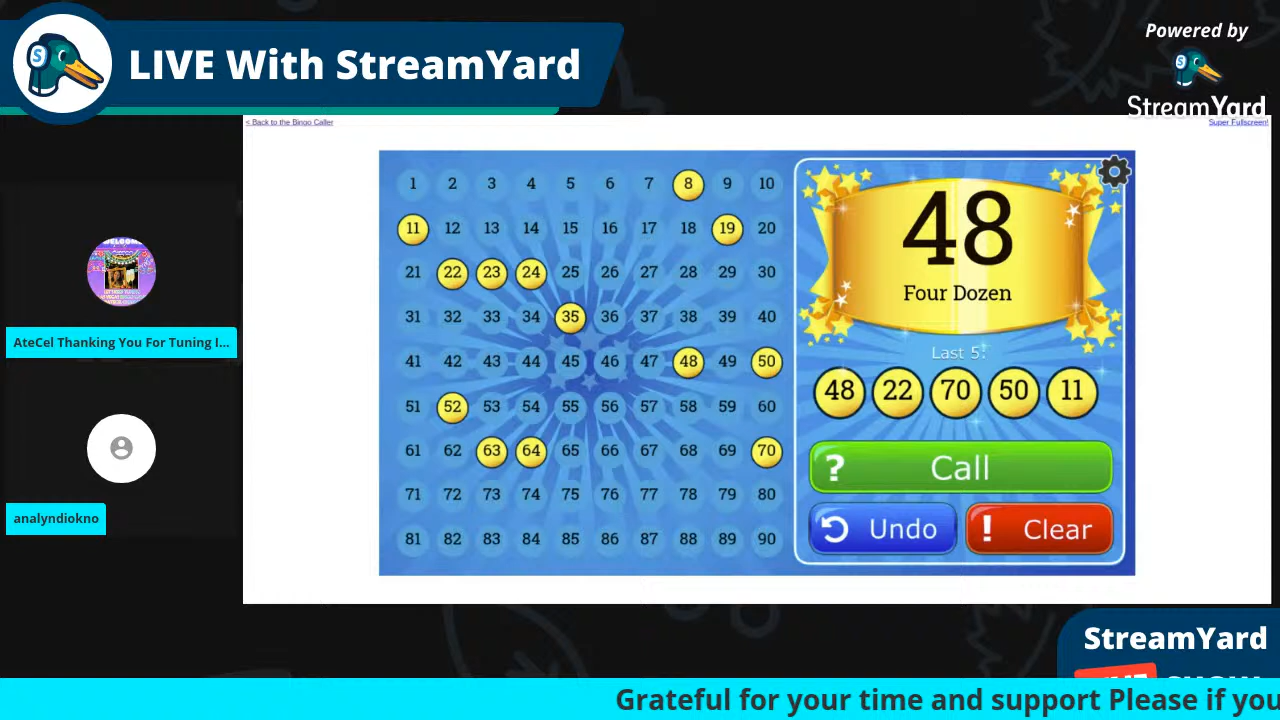 LIVE With StreamYard
Powered by
StreamYard
< Back to the Bingo Caller
Super Fullscreen!
1 2 3 4 5 6 7 8 9 10
11 12 13 14 15 16 17 18 19 20
21 22 23 24 25 26 27 28 29 30
31 32 33 34 35 36 37 38 39 40
41 42 43 44 45 46 47 48 49 50
51 52 53 54 55 56 57 58 59 60
61 62 63 64 65 66 67 68 69 70
71 72 73 74 75 76 77 78 79 80
81 82 83 84 85 86 87 88 89 90
48
Four Dozen
Last 5:
48 22 70 50 11
? Call
Undo
! Clear
AteCel Thanking You For Tuning I...
analyndiokno
StreamYard
Grateful for your time and support Please if you